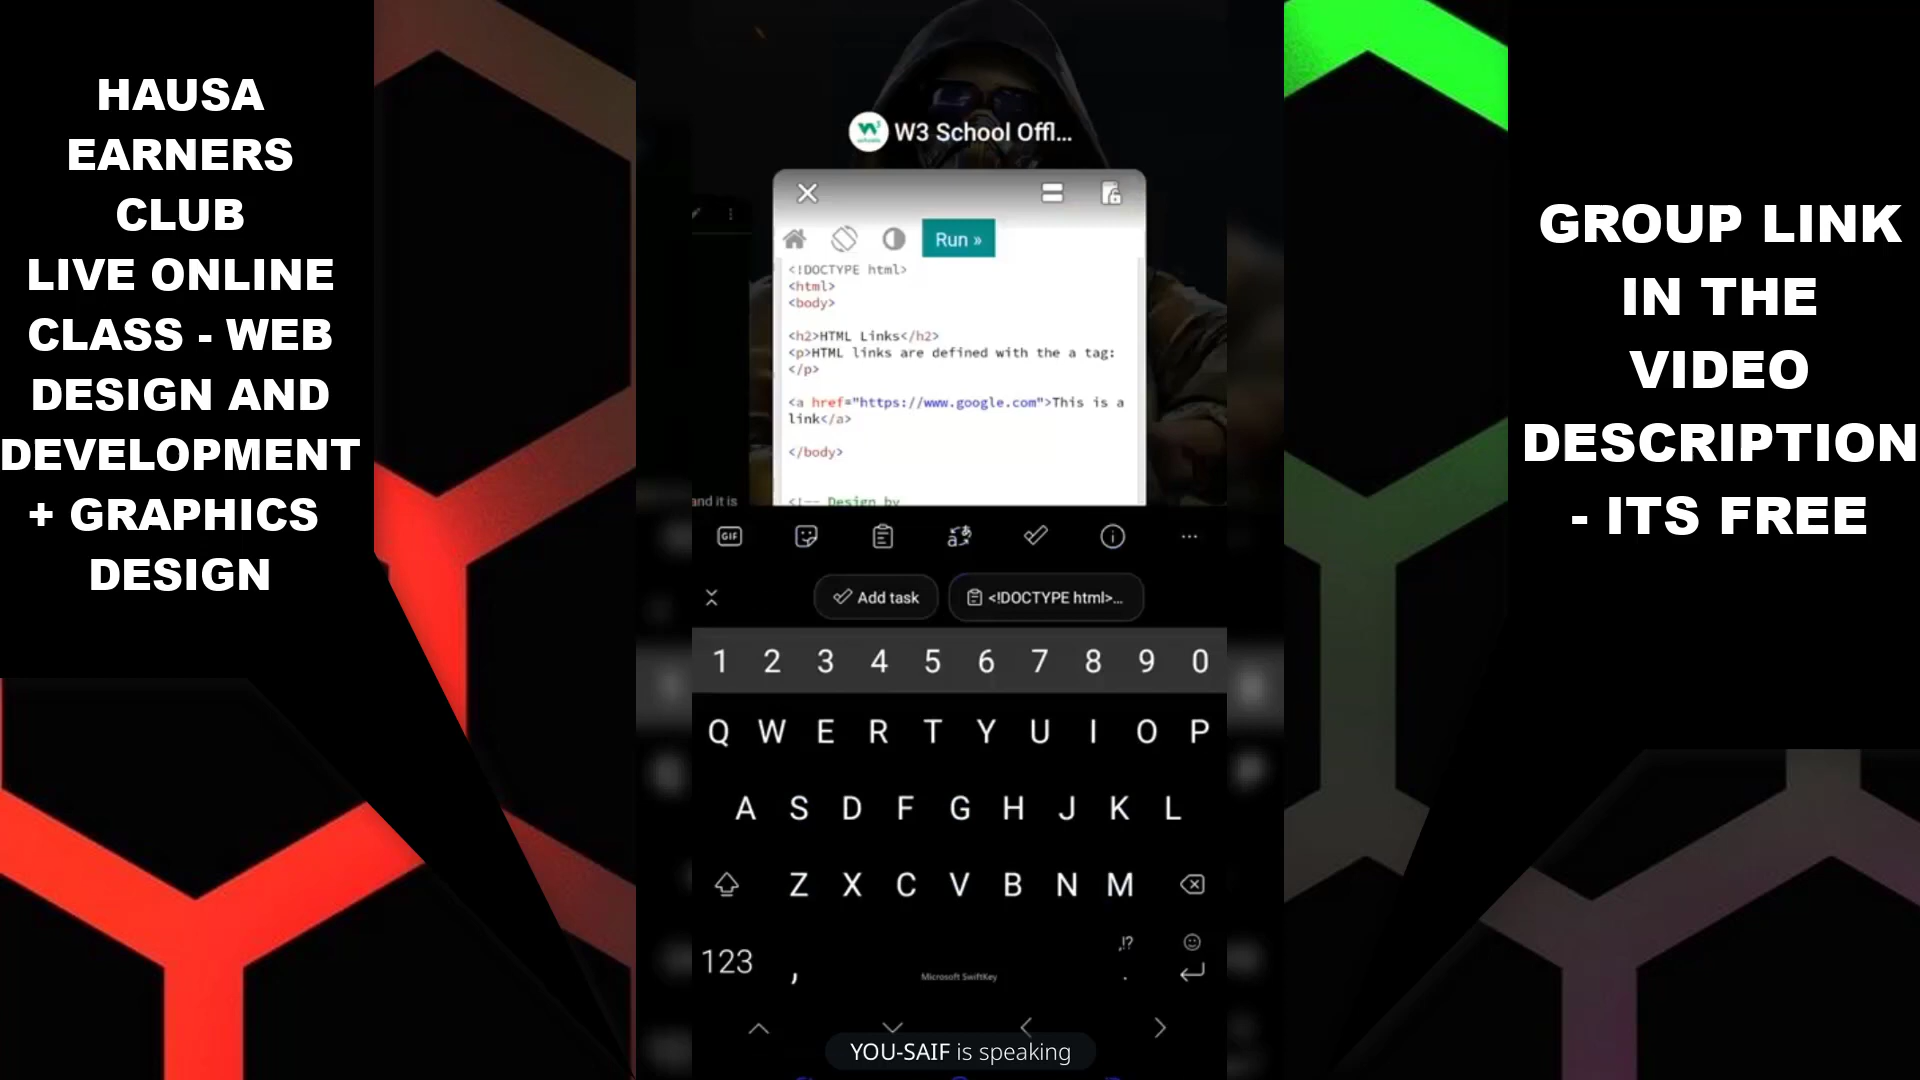 HAUSA
EARNERS
CLUB
LIVE ONLINE
CLASS - WEB
DESIGN AND
DEVELOPMENT
+ GRAPHICS
DESIGN
W3 School Offl...
Run »
<!DOCTYPE html>
<html>
<body>
<h2>HTML Links</h2>
<p>HTML links are defined with the a tag:
</p>
<a href="https://www.google.com">This is a
link</a>
</body>
<!-- Design by
and it is
GIF
Add task
<!DOCTYPE html>...
1 2 3 4 5 6 7 8 9 0
Q W E R T Y U I O P
A S D F G H J K L
Z X C V B N M
,!?
123 , .
Microsoft SwiftKey
YOU-SAIF is speaking
GROUP LINK
IN THE
VIDEO
DESCRIPTION
- ITS FREE